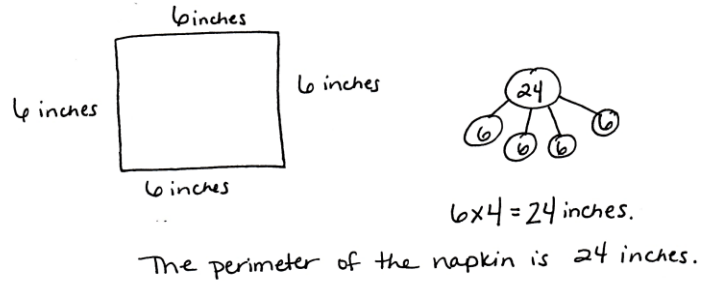 6 inches
6 inches
6 inches
6 inches
24
6
6
6
6
6x4 = 24 inches.
The perimeter of the napkin is 24 inches.